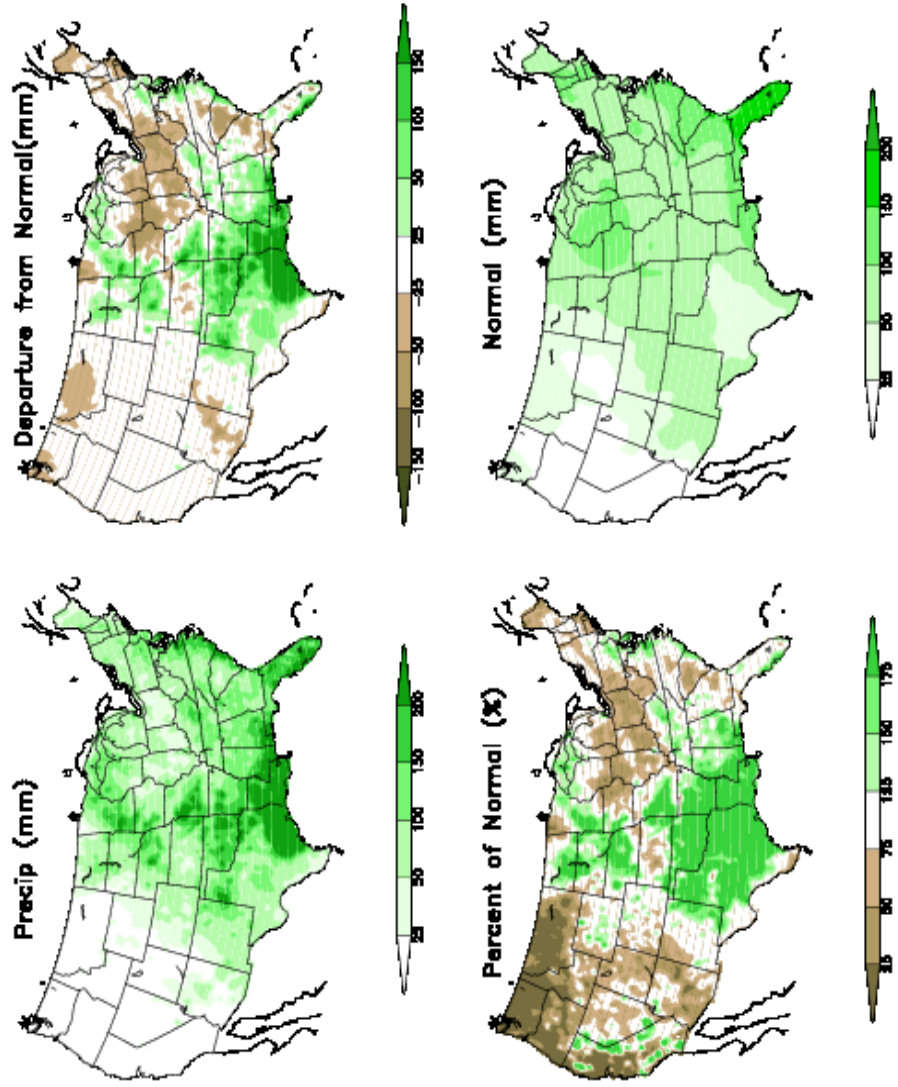 Precip (mm)
25 50 100 150 200
Departure from Normal(mm)
-150 -100 -50 -25 25 50 100 150
Percent of Normal (%)
25 50 75 125 150 175
Normal (mm)
25 50 100 150 200